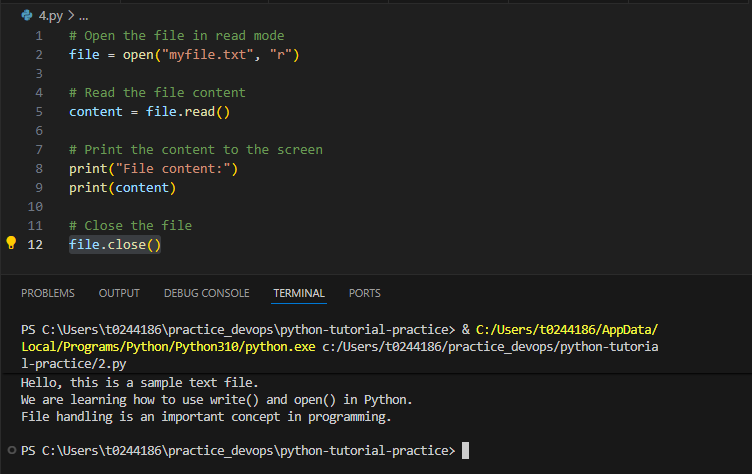 4.py > ...
1 # Open the file in read mode
2 file = open("myfile.txt", "r")
3
4 # Read the file content
5 content = file.read()
6
7 # Print the content to the screen
8 print("File content:")
9 print(content)
10
11 # Close the file
12 file.close()
PROBLEMS OUTPUT DEBUG CONSOLE TERMINAL PORTS
PS C:\Users\t0244186\practice_devops\python-tutorial-practice> & C:/Users/t0244186/AppData/
Local/Programs/Python/Python310/python.exe c:/Users/t0244186/practice_devops/python-tutoria
l-practice/2.py
Hello, this is a sample text file.
We are learning how to use write() and open() in Python.
File handling is an important concept in programming.
PS C:\Users\t0244186\practice_devops\python-tutorial-practice>